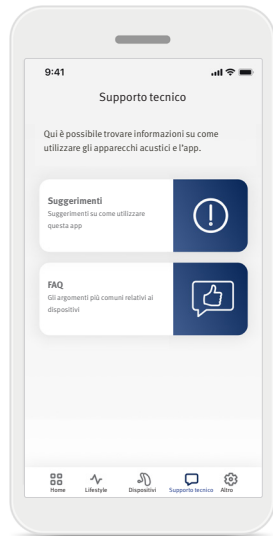 9:41
Supporto tecnico
Qui è possibile trovare informazioni su come
utilizzare gli apparecchi acustici e l'app.
Suggerimenti
Suggerimenti su come utilizzare
questa app
FAQ
Gli argomenti più comuni relativi ai
dispositivi
Home Lifestyle Dispositivi Supporto tecnico Altro